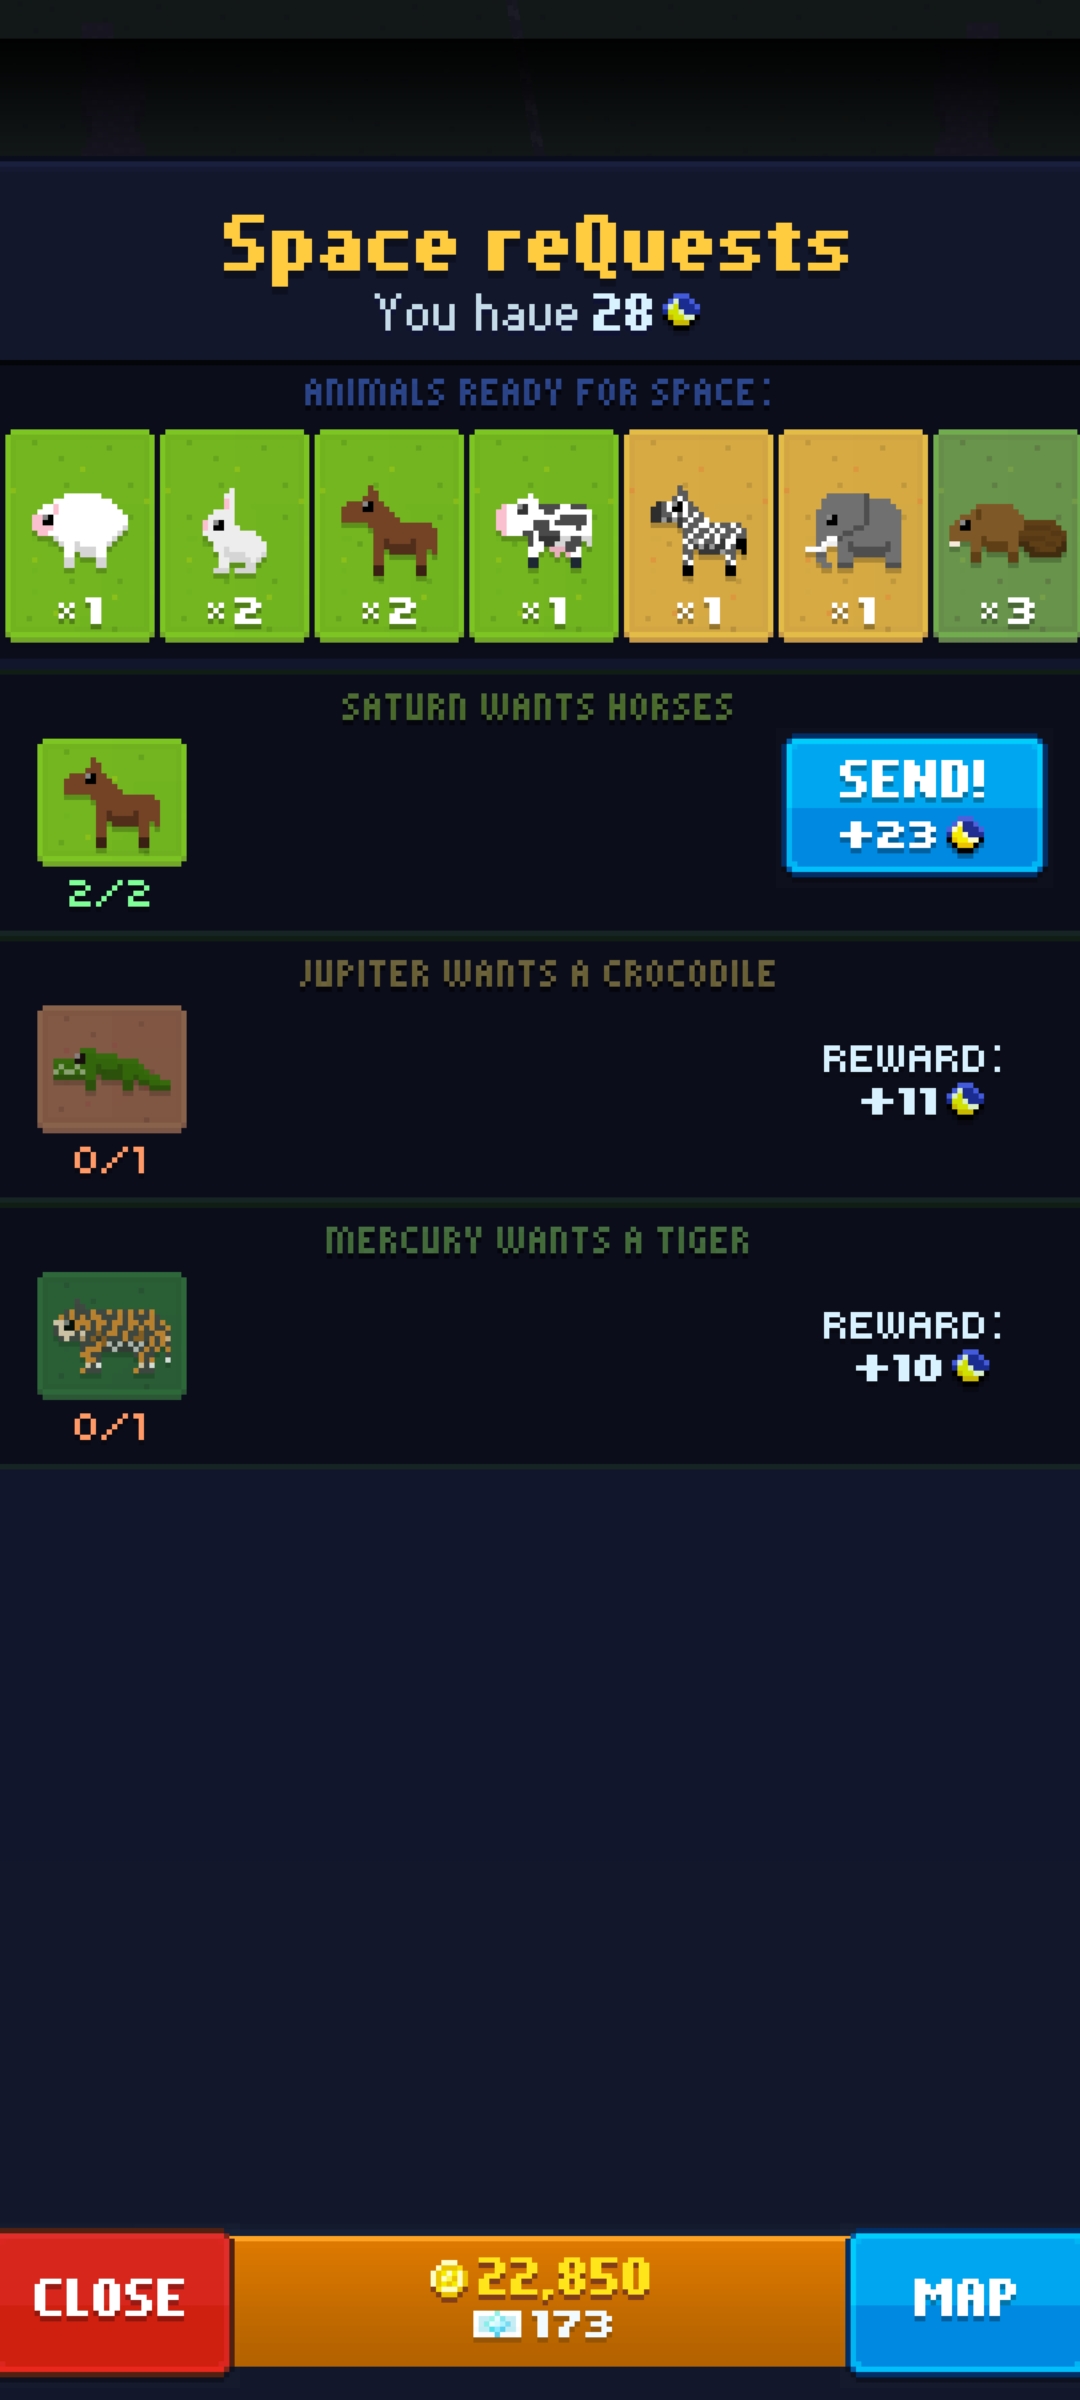 Space reQuests
You have 28
ANIMALS READY FOR SPACE:
×1 ×2 ×2 ×1 ×1 ×1 ×3
SATURN WANTS HORSES
SEND!
+23
2/2
JUPITER WANTS A CROCODILE
REWARD:
+11
0/1
MERCURY WANTS A TIGER
REWARD:
+10
0/1
CLOSE
22,850
173
MAP